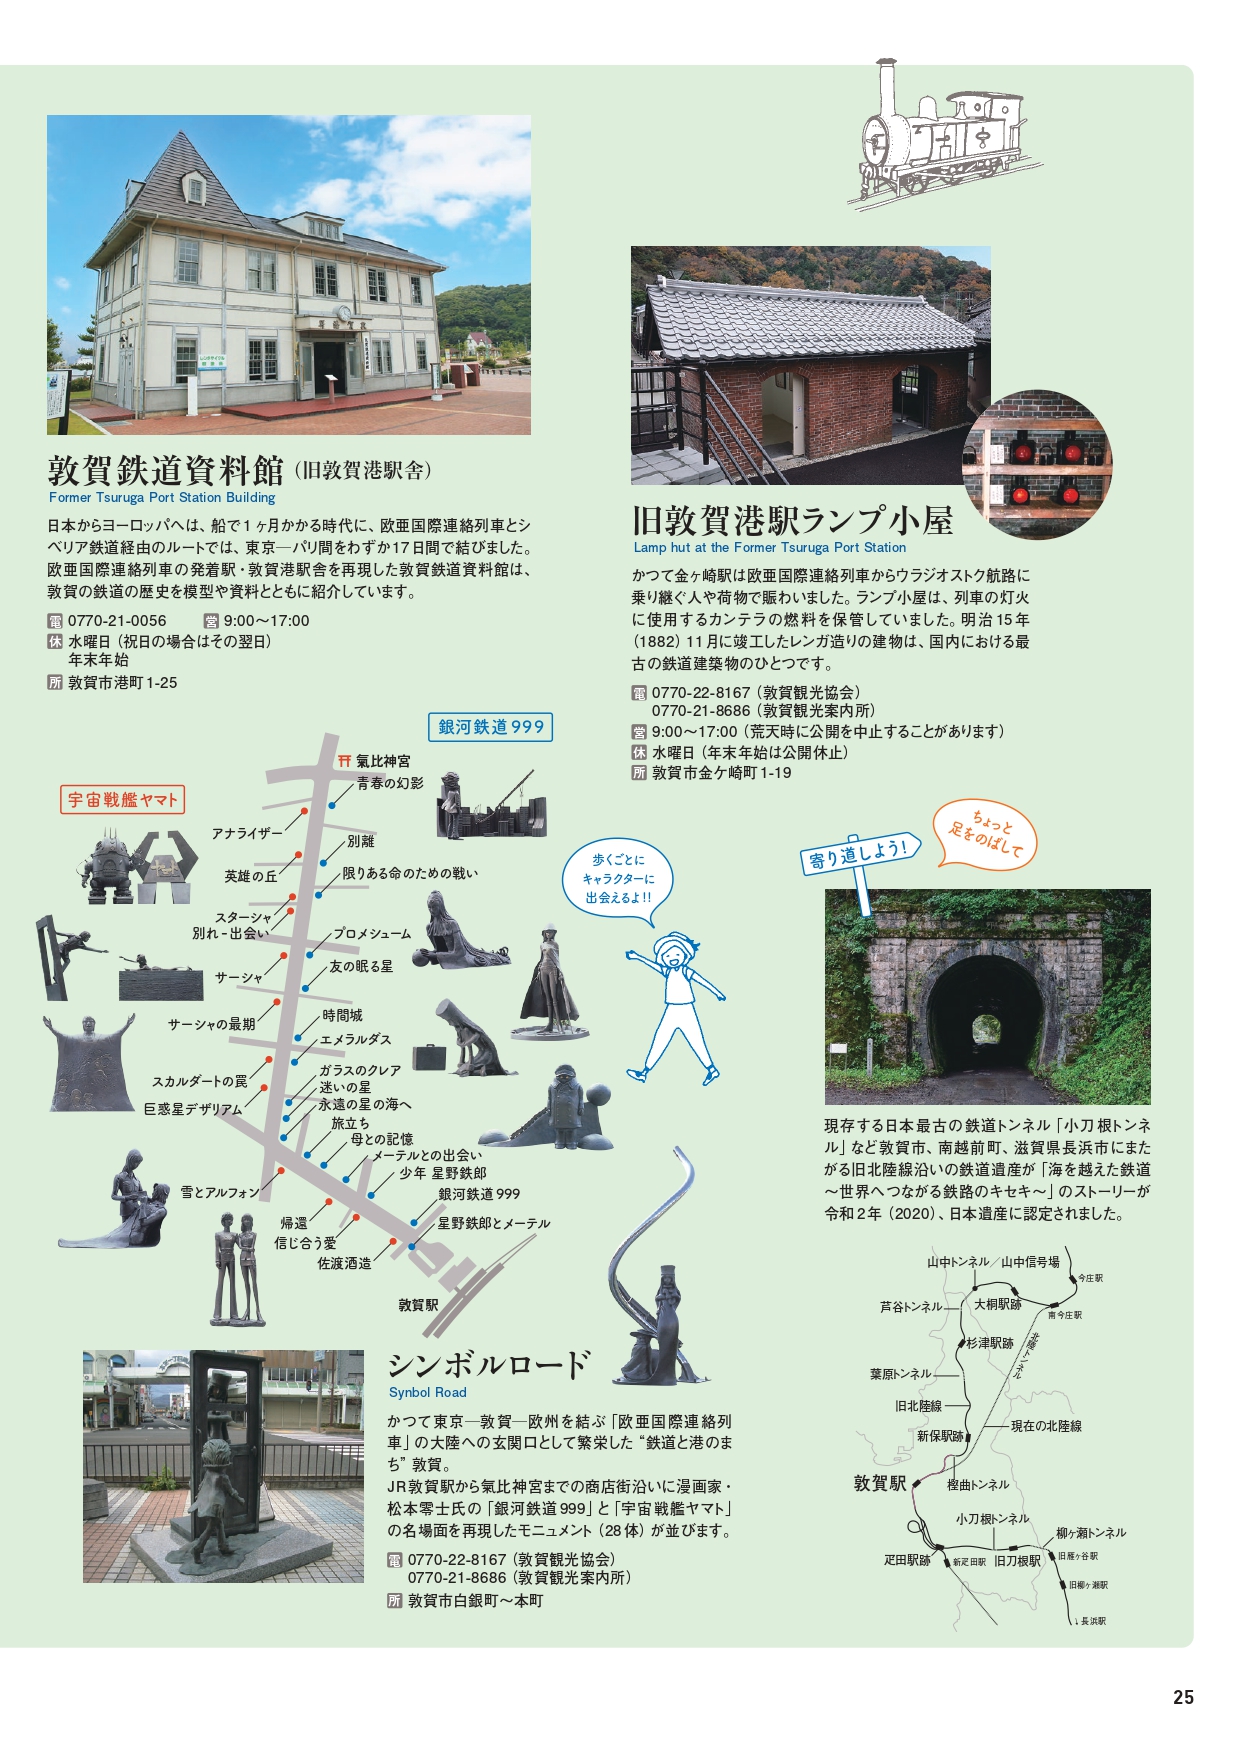 敦賀鉄道資料館（旧敦賀港駅舎）
Former Tsuruga Port Station Building
日本からヨーロッパへは、船で1ヶ月かかる時代に、欧亜国際連絡列車とシ
ベリア鉄道経由のルートでは、東京―パリ間をわずか17日間で結びました。
欧亜国際連絡列車の発着駅・敦賀港駅舎を再現した敦賀鉄道資料館は、
敦賀の鉄道の歴史を模型や資料とともに紹介しています。
電 0770-21-0056 営 9:00～17:00
休 水曜日（祝日の場合はその翌日）
年末年始
所 敦賀市港町1-25
旧敦賀港駅ランプ小屋
Lamp hut at the Former Tsuruga Port Station
かつて金ヶ崎駅は欧亜国際連絡列車からウラジオストク航路に
乗り継ぐ人や荷物で賑わいました。ランプ小屋は、列車の灯火
に使用するカンテラの燃料を保管していました。明治15年
（1882）11月に竣工したレンガ造りの建物は、国内における最
古の鉄道建築物のひとつです。
電 0770-22-8167（敦賀観光協会）
0770-21-8686（敦賀観光案内所）
営 9:00～17:00（荒天時に公開を中止することがあります）
休 水曜日（年末年始は公開休止）
所 敦賀市金ケ崎町1-19
銀河鉄道999
宇宙戦艦ヤマト
氣比神宮
青春の幻影
アナライザー
別離
英雄の丘
限りある命のための戦い
スターシャ
別れ-出会い
プロメシューム
サーシャ
友の眠る星
サーシャの最期
時間城
エメラルダス
スカルダートの罠
ガラスのクレア
迷いの星
巨惑星デザリアム
永遠の星の海へ
旅立ち
母との記憶
メーテルとの出会い
少年 星野鉄郎
雪とアルフォン
銀河鉄道999
帰還
星野鉄郎とメーテル
信じ合う愛
佐渡酒造
敦賀駅
歩くごとに
キャラクターに
出会えるよ!!
シンボルロード
Synbol Road
かつて東京―敦賀―欧州を結ぶ「欧亜国際連絡列
車」の大陸への玄関口として繁栄した“鉄道と港のま
ち”敦賀。
JR敦賀駅から氣比神宮までの商店街沿いに漫画家・
松本零士氏の「銀河鉄道999」と「宇宙戦艦ヤマト」
の名場面を再現したモニュメント（28体）が並びます。
電 0770-22-8167（敦賀観光協会）
0770-21-8686（敦賀観光案内所）
所 敦賀市白銀町～本町
寄り道しよう!
ちょっと
足をのばして
現存する日本最古の鉄道トンネル「小刀根トンネ
ル」など敦賀市、南越前町、滋賀県長浜市にまた
がる旧北陸線沿いの鉄道遺産が「海を越えた鉄道
～世界へつながる鉄路のキセキ～」のストーリーが
令和2年（2020）、日本遺産に認定されました。
山中トンネル／山中信号場
今庄駅
芦谷トンネル
大桐駅跡
南今庄駅
杉津駅跡
北陸トンネル
葉原トンネル
旧北陸線
現在の北陸線
新保駅跡
敦賀駅
樫曲トンネル
小刀根トンネル
柳ヶ瀬トンネル
疋田駅跡
新疋田駅
旧刀根駅
旧雁ヶ谷駅
旧柳ヶ瀬駅
↓長浜駅
25